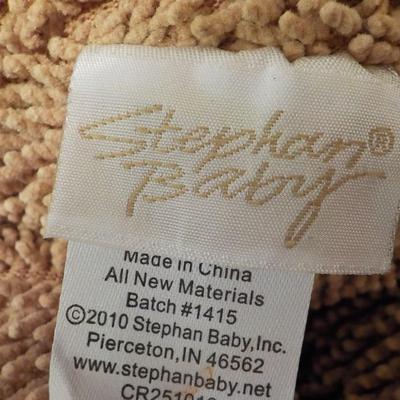 Stephan®
Baby
Made in China
All New Materials
Batch #1415
©2010 Stephan Baby,Inc.
Pierceton,IN 46562
www.stephanbaby.net